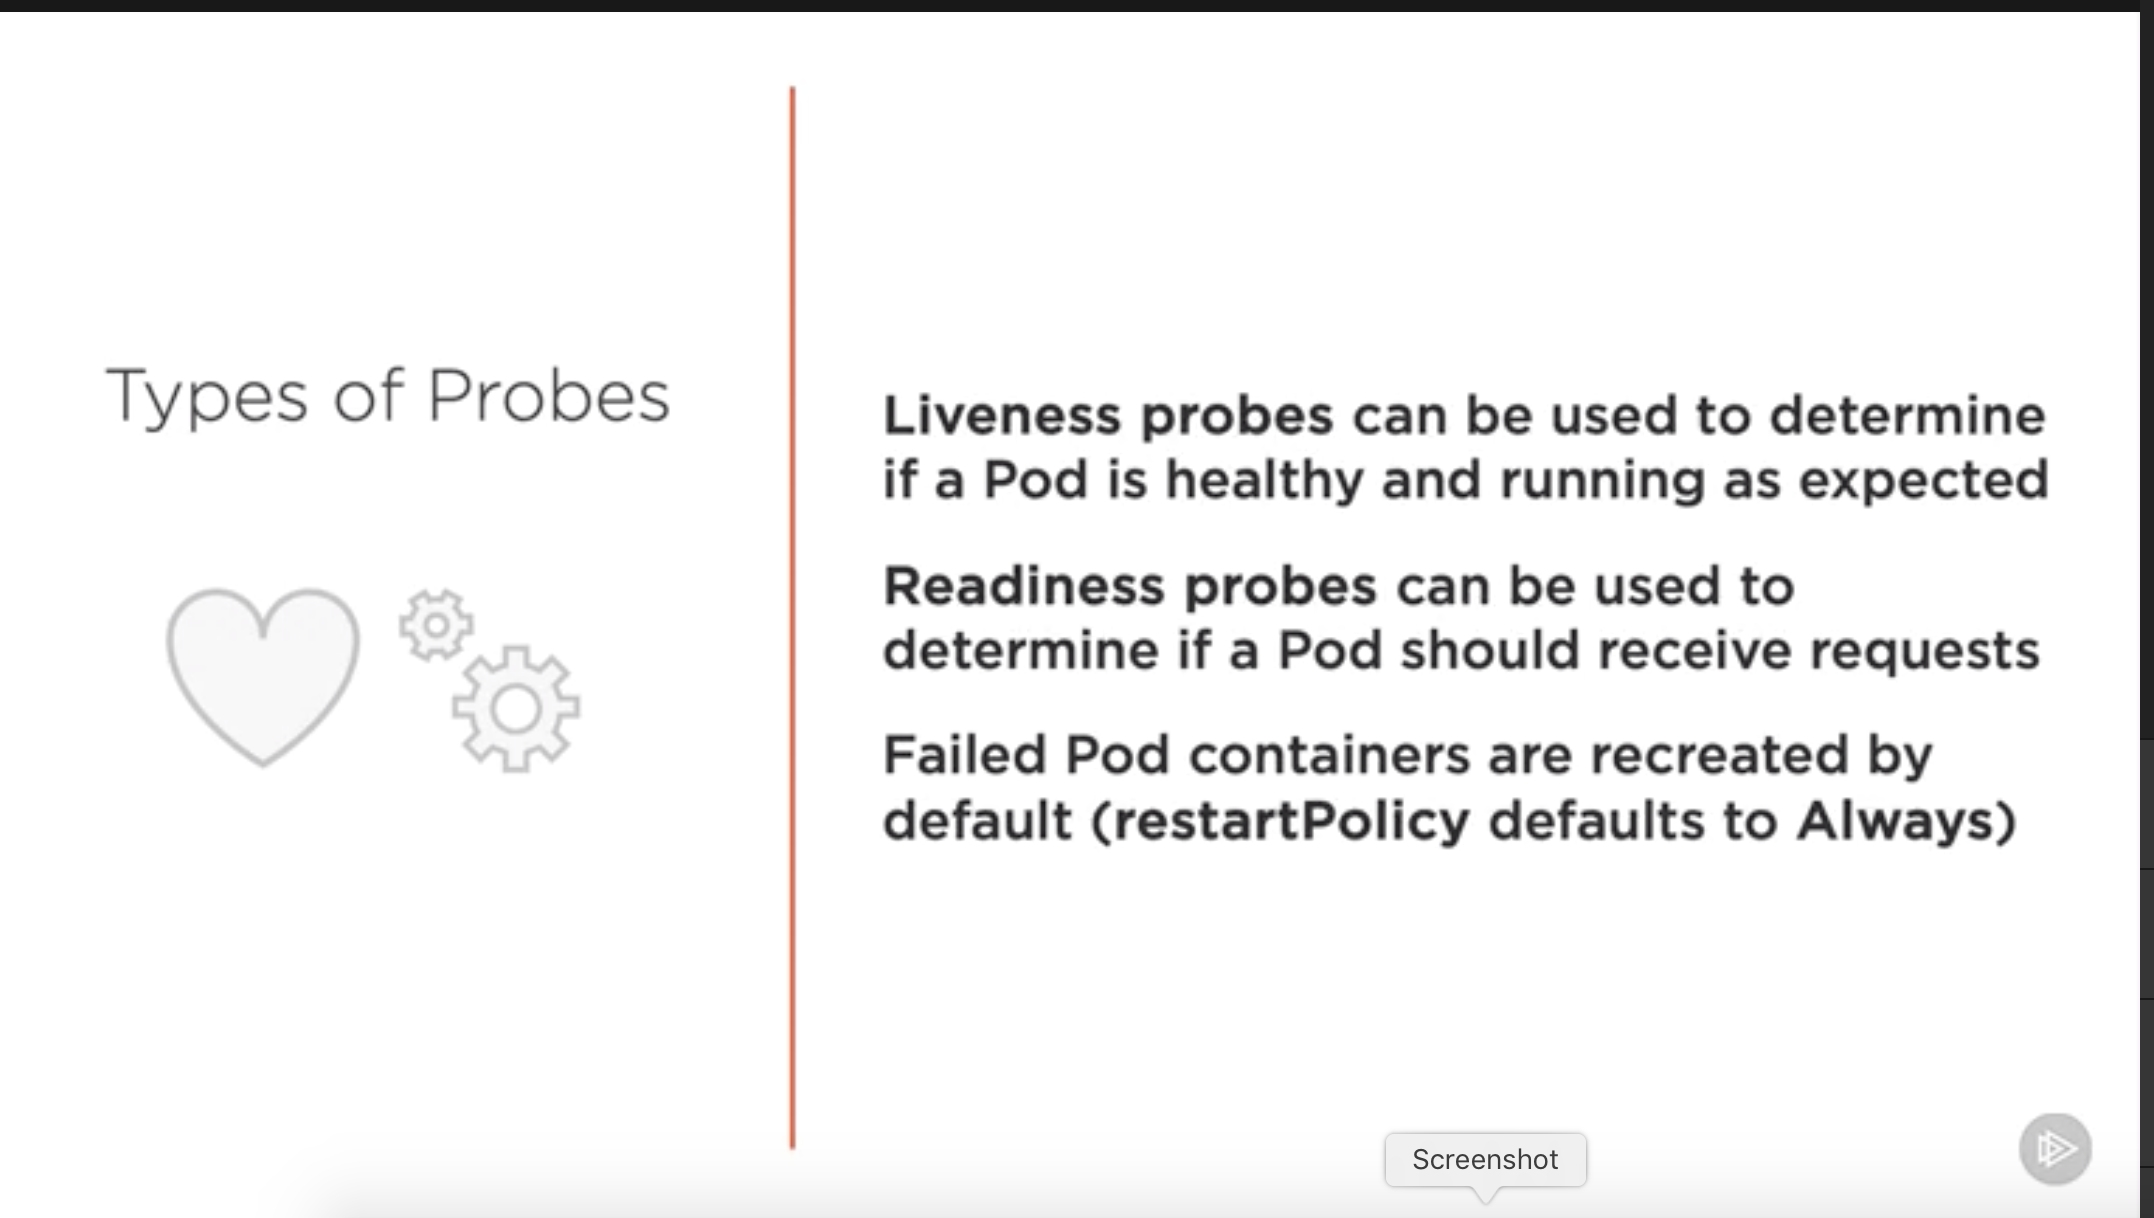 Types of Probes
Liveness probes can be used to determine
if a Pod is healthy and running as expected
Readiness probes can be used to
determine if a Pod should receive requests
Failed Pod containers are recreated by
default (restartPolicy defaults to Always)
Screenshot